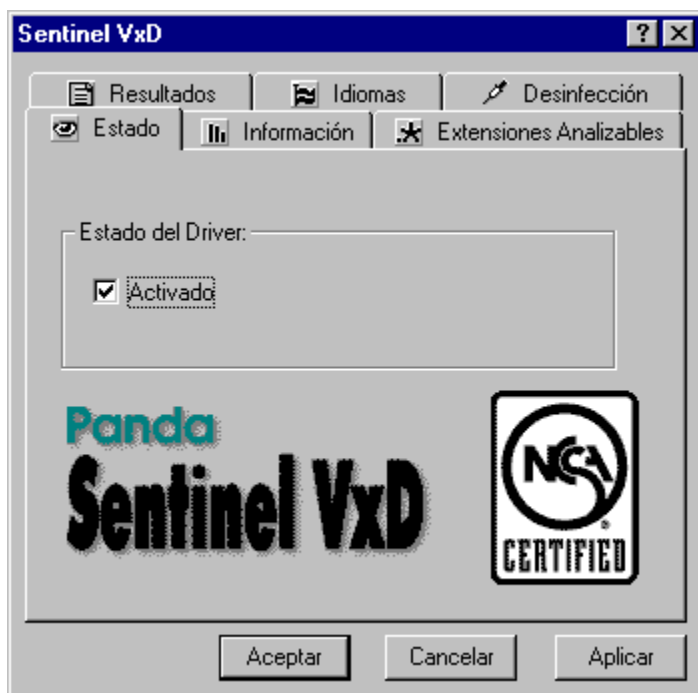 Sentinel VxD
Resultados
Idiomas
Desinfección
Estado
Información
Extensiones Analizables
Estado del Driver:
Activado
Panda
Sentinel VxD
NCSA
CERTIFIED
Aceptar
Cancelar
Aplicar